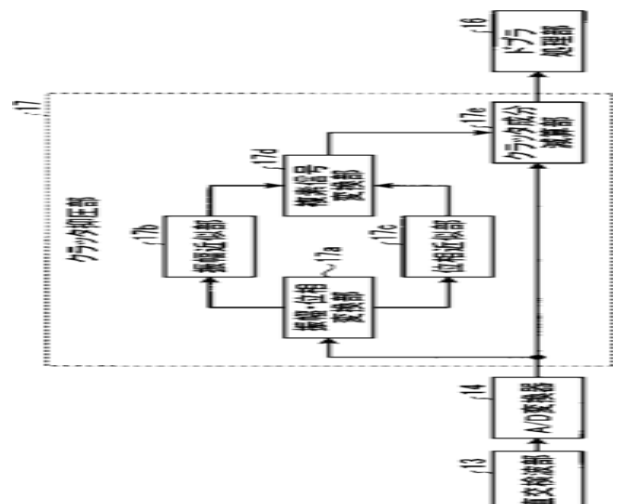 17
クラッタ抑圧部
13
直交検波部
14
A/D変換器
17a
振幅・位相
変換部
17b
振幅近似部
17c
位相近似部
17d
複素信号
変換部
17e
クラッタ成分
減算部
16
ドプラ
処理部